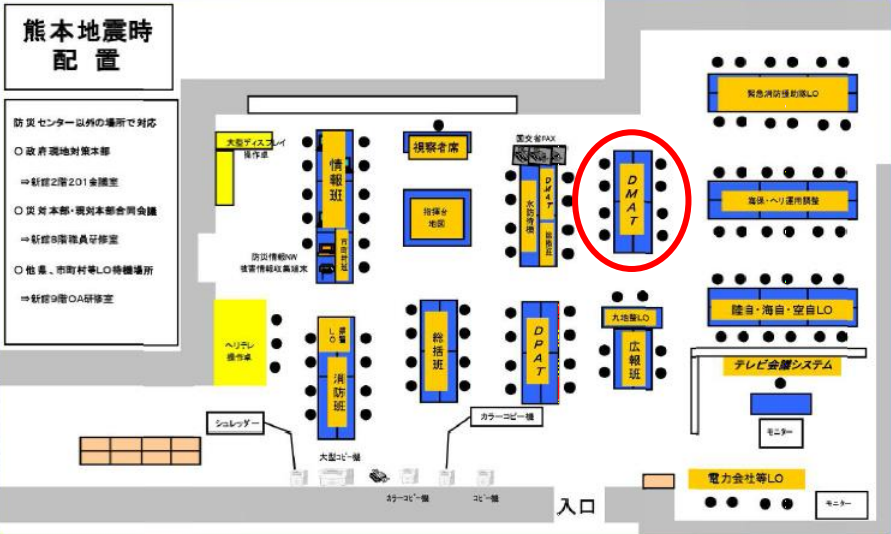 熊本地震時
配 置
防災センター以外の場所で対応
○政府現地対策本部
⇒新館2階201会議室
○災対本部・現対本部合同会議
⇒新館8階職員研修室
○他県、市町村等LO待機場所
⇒新館9階OA研修室
大型ディスプレイ
操作卓
情報班
防災情報NW
被害情報収集端末
視察者席
指揮台
地図
国交省FAX
水防待機
DMAT
DMAT
緊急消防援助隊LO
海保・ヘリ運用調整
陸自・海自・空自LO
テレビ会議システム
モニター
ヘリテレ
操作卓
LO
消防班
総括班
DPAT
九地整LO
広報班
シュレッダー
カラーコピー機
大型コピー機
カラーコピー機
コピー機
入口
電力会社等LO
モニター